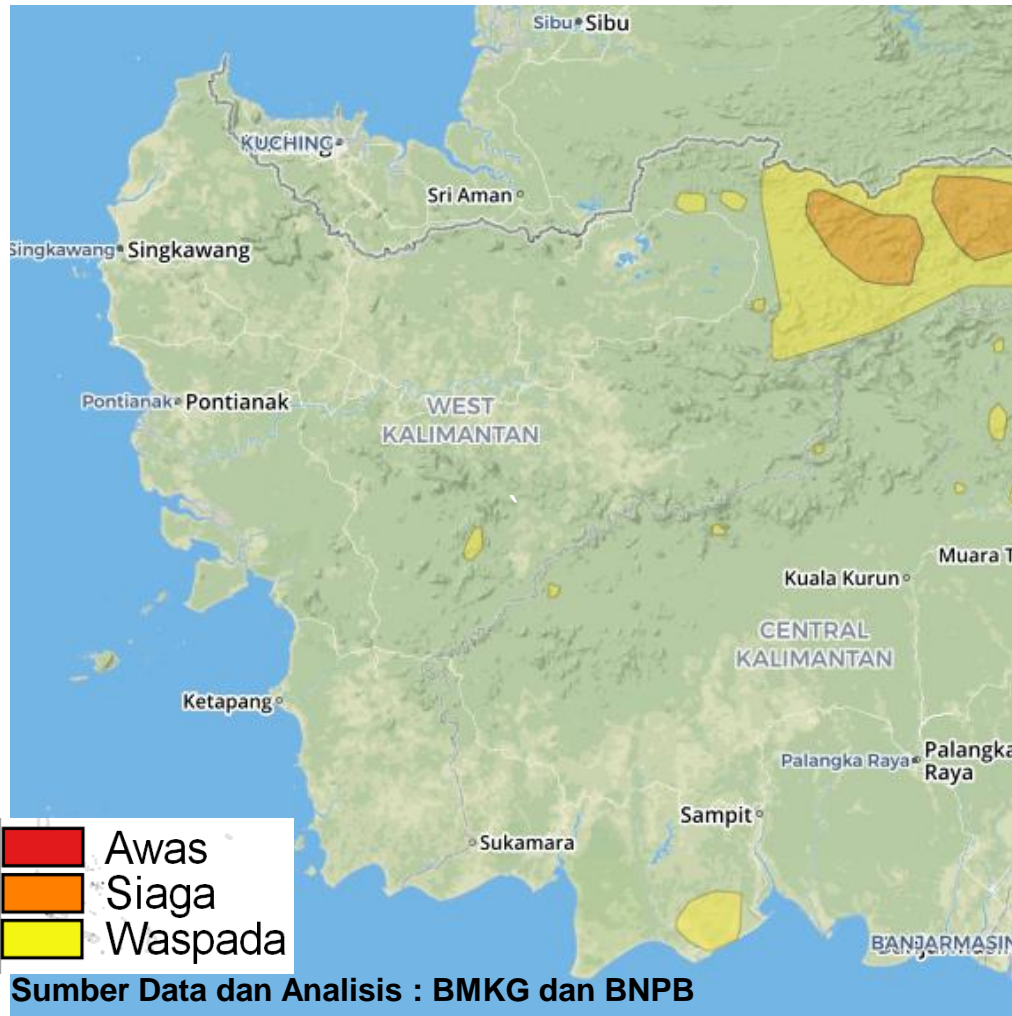 Sibu Sibu
KUCHING
Sri Aman
Singkawang Singkawang
Pontianak Pontianak
WEST
KALIMANTAN
Muara T
Kuala Kurun
CENTRAL
KALIMANTAN
Ketapang
Palangka Raya Palangka
Raya
Sampit
Sukamara
Awas
Siaga
Waspada
BANJARMASIN
Sumber Data dan Analisis : BMKG dan BNPB